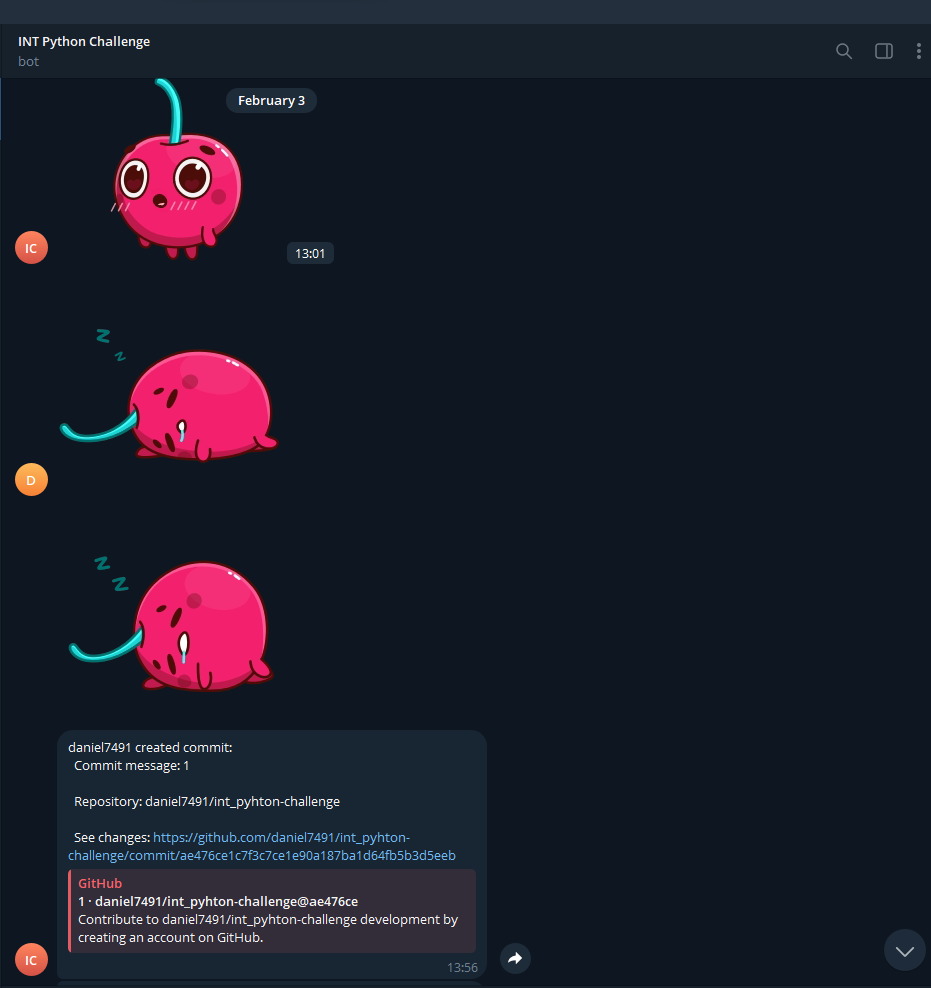 INT Python Challenge
bot
February 3
IC
13:01
z
z
D
z
z
daniel7491 created commit:
Commit message: 1
Repository: daniel7491/int_pyhton-challenge
See changes: https://github.com/daniel7491/int_pyhton-
challenge/commit/ae476ce1c7f3c7ce1e90a187ba1d64fb5b3d5eeb
GitHub
1 · daniel7491/int_pyhton-challenge@ae476ce
Contribute to daniel7491/int_pyhton-challenge development by
creating an account on GitHub.
IC
13:56